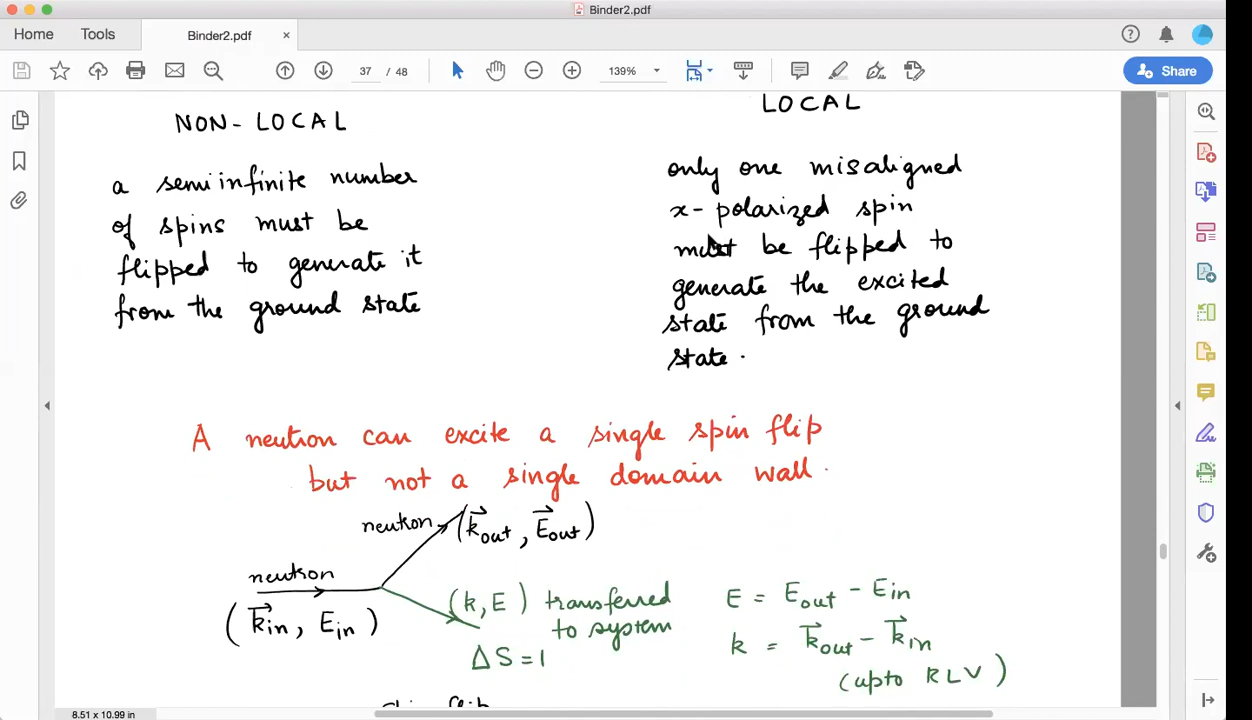 Binder2.pdf
Home
Tools
Binder2.pdf
×
37 / 48
139%
Share
NON-LOCAL
a semi infinite number
of spins must be
flipped to generate it
from the ground state
LOCAL
only one misaligned
x-polarized spin
must be flipped to
generate the excited
state from the ground
state.
A neutron can excite a single spin flip
but not a single domain wall.
neutron (k⃗out, E⃗out)
neutron
(k⃗in, Ein)
(k, E) transferred
to system
ΔS = 1
E = Eout - Ein
k = k⃗out - k⃗in
(upto RLV)
8.51 x 10.99 in